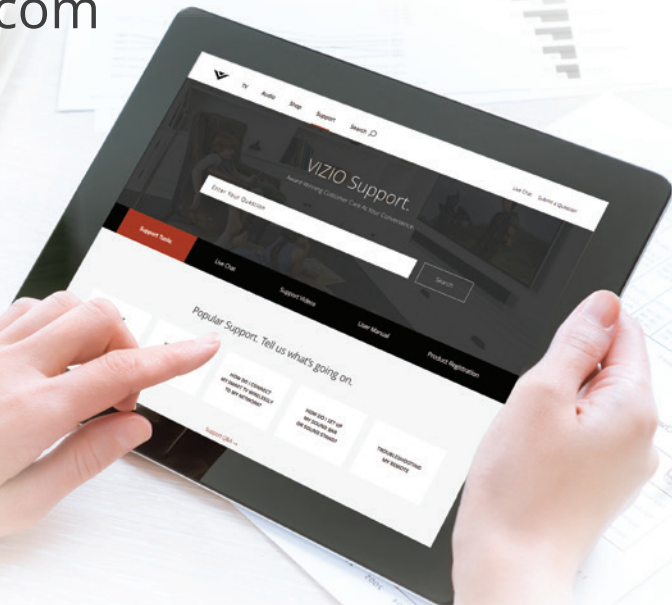 com
TV Audio Shop Support Search
Live Chat Submit a Question
VIZIO Support.
Award Winning Customer Care At Your Convenience
Enter Your Question
Search
Support Tools
Live Chat
Support Videos
User Manual
Product Registration
Popular Support. Tell us what's going on.
HOW DO I CONNECT
MY SMART TV WIRELESSLY
TO MY NETWORK?
HOW DO I SET UP
MY SOUND BAR
OR SOUND STAND?
TROUBLESHOOTING
MY REMOTE
Support Q&A